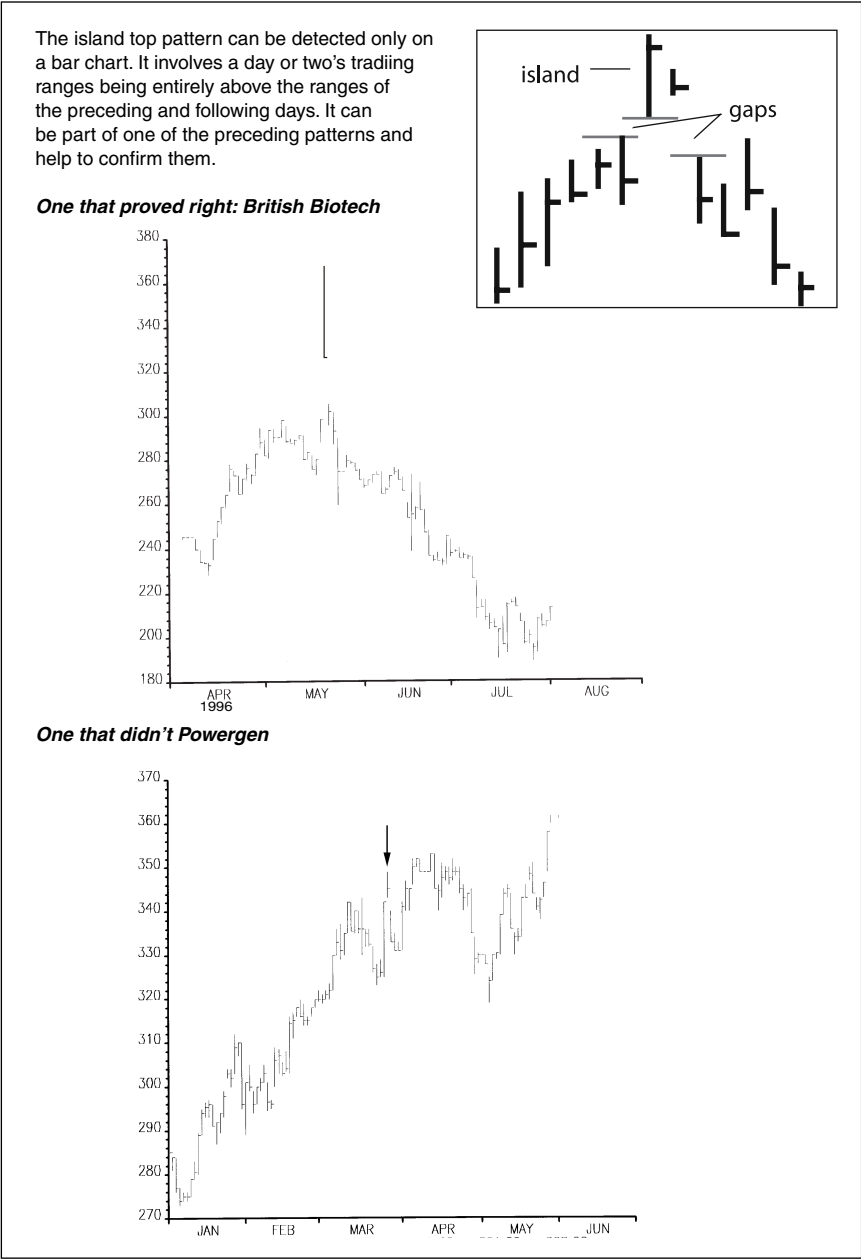 The island top pattern can be detected only on
a bar chart. It involves a day or two's tradiing
ranges being entirely above the ranges of
the preceding and following days. It can
be part of one of the preceding patterns and
help to confirm them.
island
gaps
One that proved right: British Biotech
380
360
340
320
300
280
260
240
220
200
180
APR
MAY
JUN
JUL
AUG
1996
One that didn't Powergen
370
360
350
340
330
320
310
300
290
280
270
JAN
FEB
MAR
APR
MAY
JUN